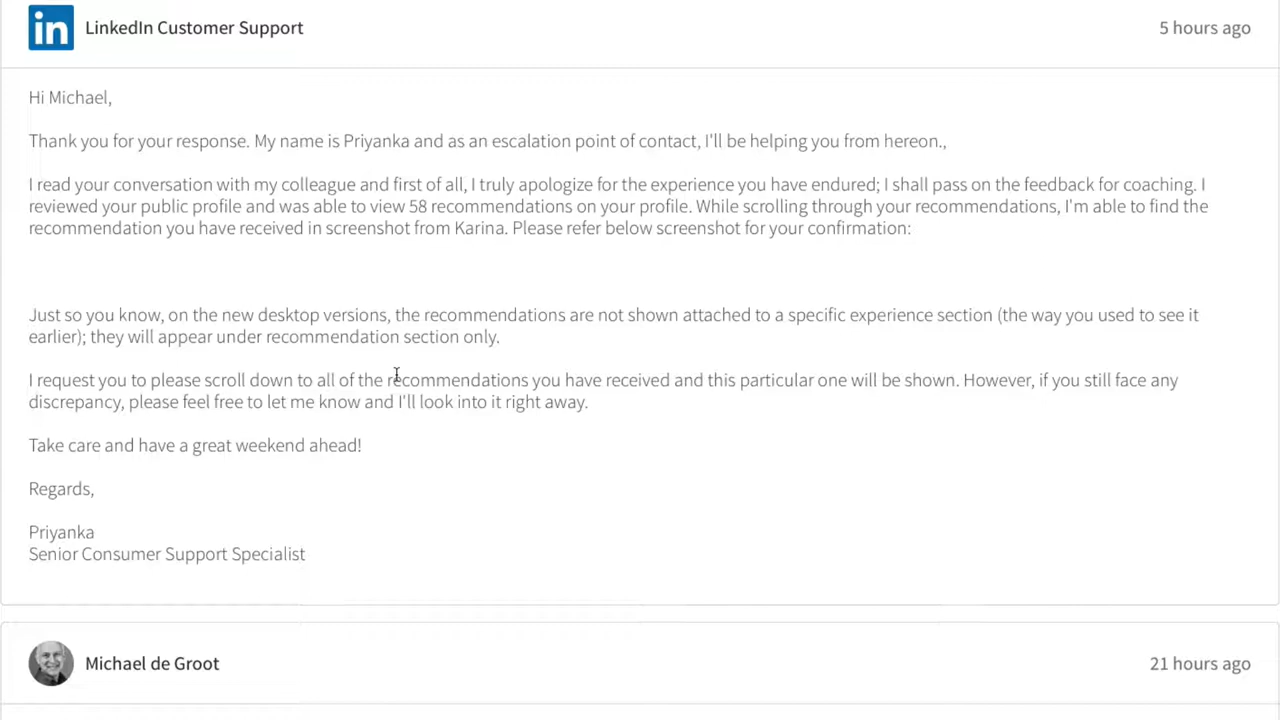 in LinkedIn Customer Support 5 hours ago
Hi Michael,
Thank you for your response. My name is Priyanka and as an escalation point of contact, I'll be helping you from hereon.,
I read your conversation with my colleague and first of all, I truly apologize for the experience you have endured; I shall pass on the feedback for coaching. I
reviewed your public profile and was able to view 58 recommendations on your profile. While scrolling through your recommendations, I'm able to find the
recommendation you have received in screenshot from Karina. Please refer below screenshot for your confirmation:
Just so you know, on the new desktop versions, the recommendations are not shown attached to a specific experience section (the way you used to see it
earlier); they will appear under recommendation section only.
I request you to please scroll down to all of the recommendations you have received and this particular one will be shown. However, if you still face any
discrepancy, please feel free to let me know and I'll look into it right away.
Take care and have a great weekend ahead!
Regards,
Priyanka
Senior Consumer Support Specialist
Michael de Groot 21 hours ago